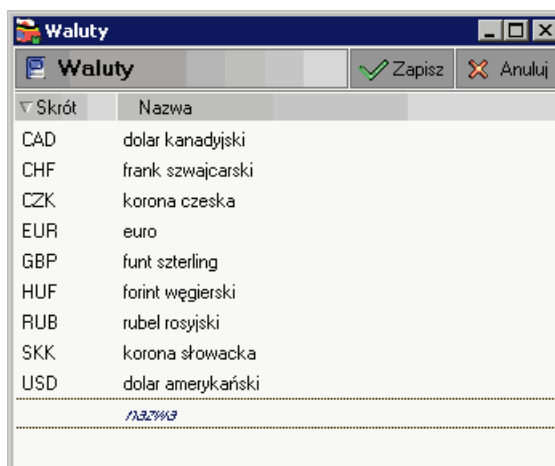 Waluty
Waluty Zapisz Anuluj
Skrót Nazwa
CAD dolar kanadyjski
CHF frank szwajcarski
CZK korona czeska
EUR euro
GBP funt szterling
HUF forint węgierski
RUB rubel rosyjski
SKK korona słowacka
USD dolar amerykański
nazwa